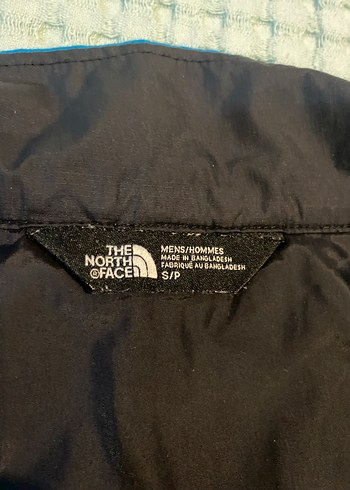 THE
NORTH
®FACE
MENS/HOMMES
MADE IN BANGLADESH
FABRIQUÉ AU BANGLADESH
S/P